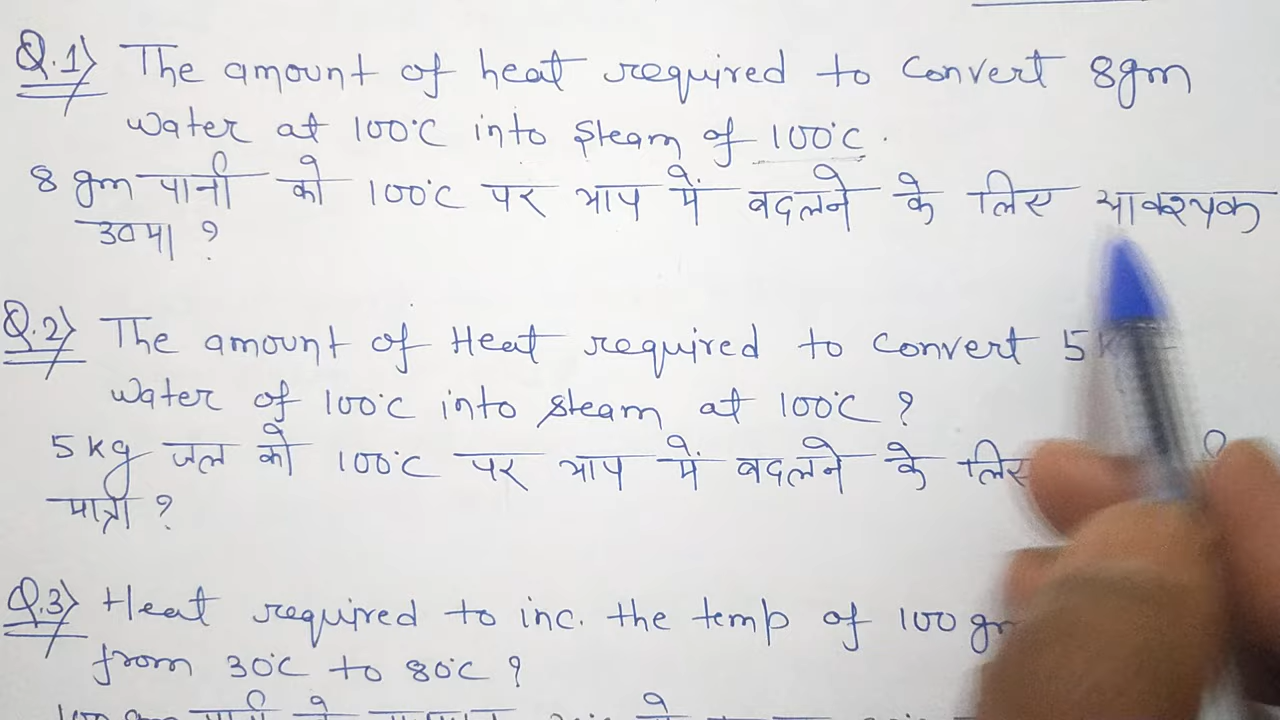 Q.1) The amount of heat required to convert 8gm
water at 100°C into steam of 100°C.
8 gm पानी को 100°C पर भाप में बदलने के लिए आवश्यक
उष्मा ?
Q.2) The amount of Heat required to convert 5
water of 100°C into steam at 100°C ?
5 kg जल को 100°C पर भाप में बदलने के लिए
मात्रा ?
Q.3) Heat required to inc. the temp of 100
from 30°C to 80°C ?